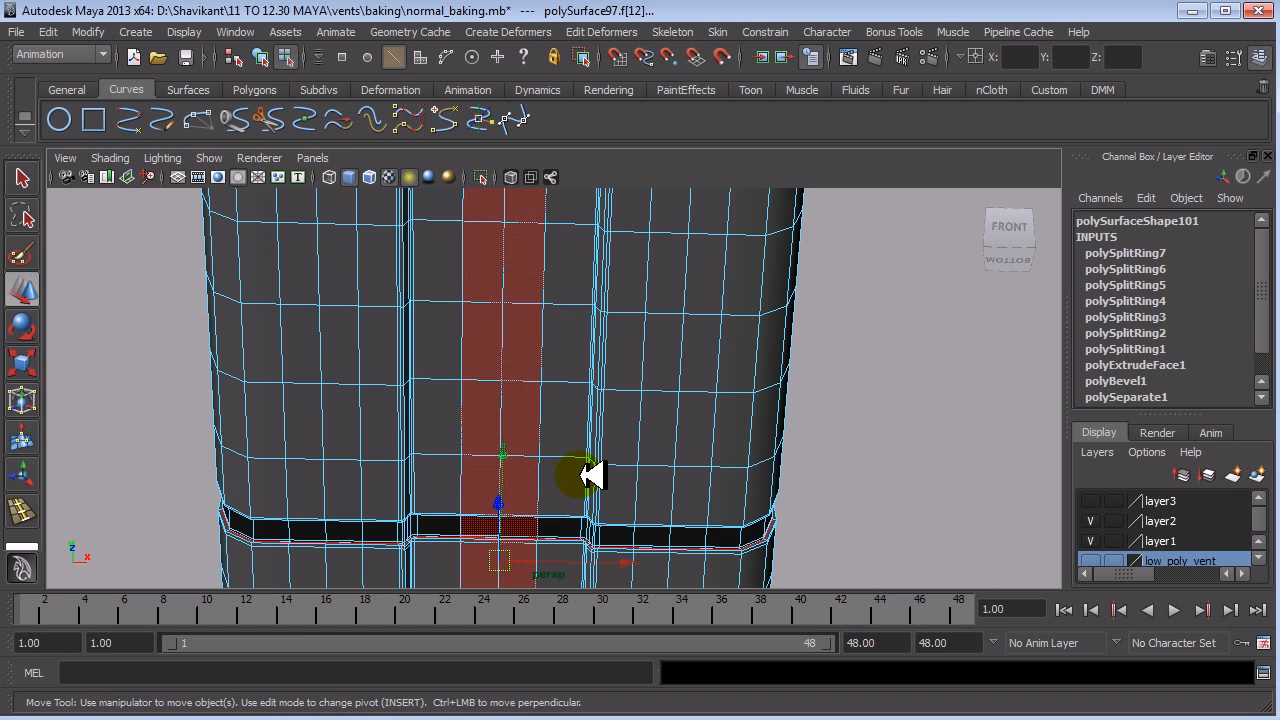 Autodesk Maya 2013 x64: D:\Shavikant\11 TO 12.30 MAYA\vents\baking\normal_baking.mb* --- polySurface97.f[12]...
File Edit Modify Create Display Window Assets Animate Geometry Cache Create Deformers Edit Deformers Skeleton Skin Constrain Character Bonus Tools Muscle Pipeline Cache Help
Animation X: Y: Z:
General Curves Surfaces Polygons Subdivs Deformation Animation Dynamics Rendering PaintEffects Toon Muscle Fluids Fur Hair nCloth Custom DMM
View Shading Lighting Show Renderer Panels
Channel Box / Layer Editor
Channels Edit Object Show
polySurfaceShape101
INPUTS
polySplitRing7
polySplitRing6
polySplitRing5
polySplitRing4
polySplitRing3
polySplitRing2
polySplitRing1
polyExtrudeFace1
polyBevel1
polySeparate1
FRONT
BOTTOM
Display Render Anim
Layers Options Help
layer3
V layer2
V layer1
low_poly_vent
z
x
persp
2 4 6 8 10 12 14 16 18 20 22 24 26 28 30 32 34 36 38 40 42 44 46 48 1.00
1.00 1.00 1 48 48.00 48.00 No Anim Layer No Character Set
MEL
Move Tool: Use manipulator to move object(s). Use edit mode to change pivot (INSERT). Ctrl+LMB to move perpendicular.